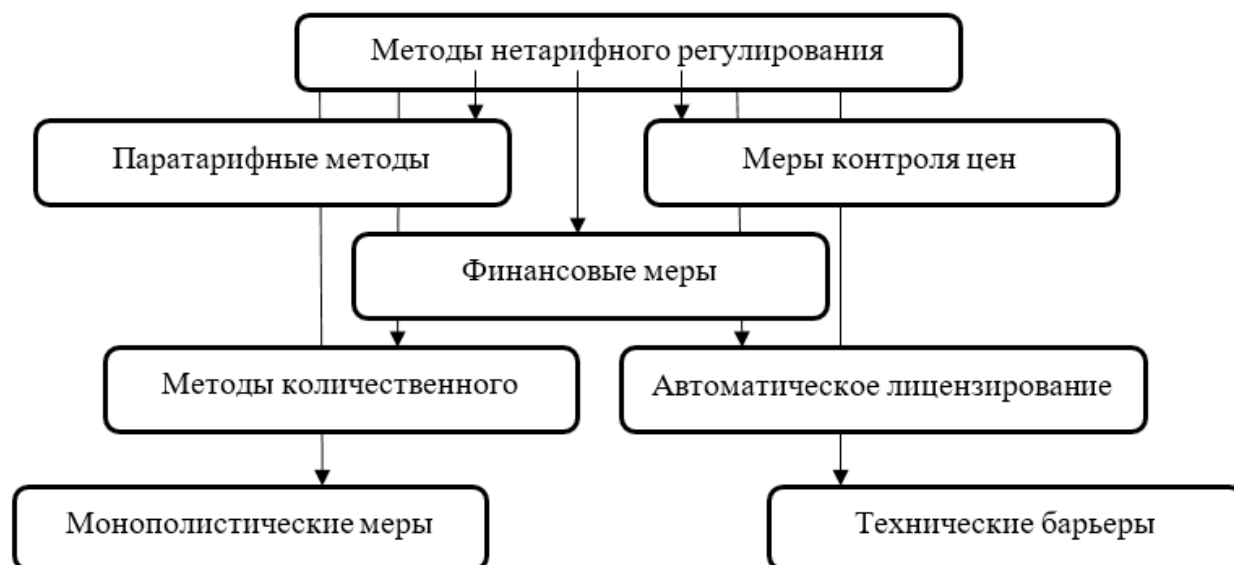 Методы нетарифного регулирования
Паратарифные методы
Меры контроля цен
Финансовые меры
Методы количественного
Автоматическое лицензирование
Монополистические меры
Технические барьеры